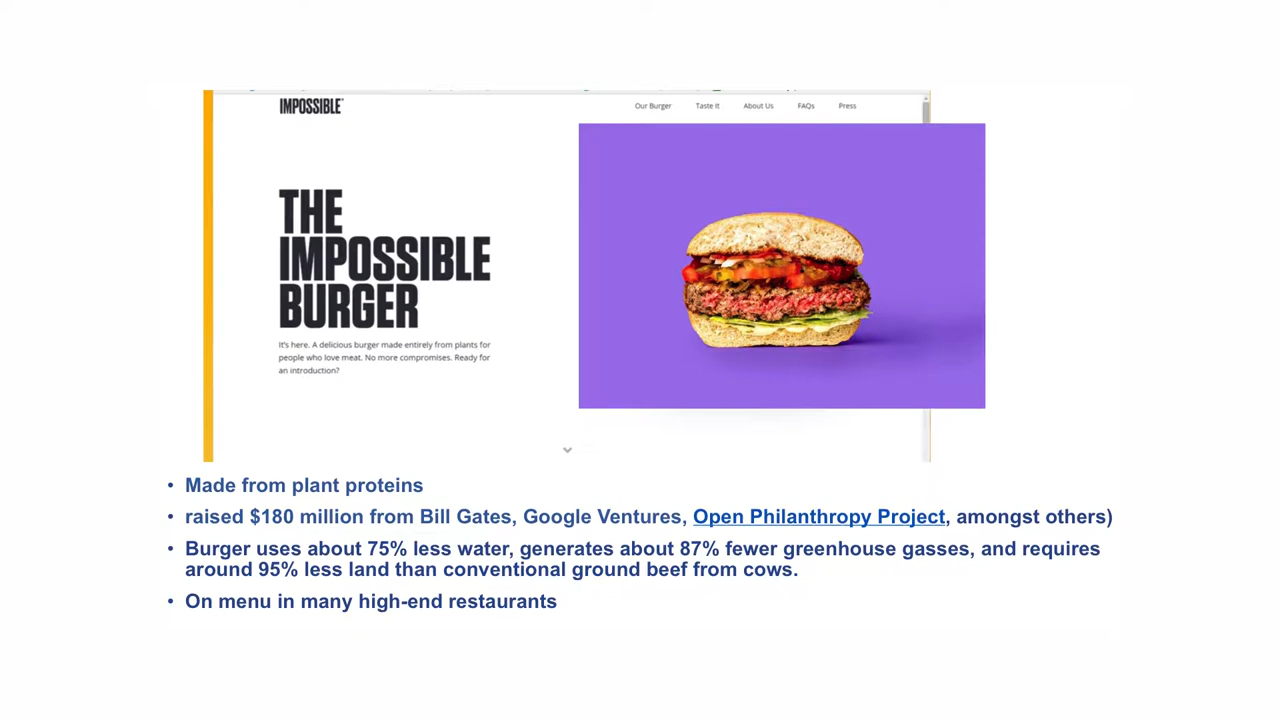 IMPOSSIBLE™
Our Burger Taste It About Us FAQs Press
THE
IMPOSSIBLE
BURGER
It's here. A delicious burger made entirely from plants for
people who love meat. No more compromises. Ready for
an introduction?
• Made from plant proteins
• raised $180 million from Bill Gates, Google Ventures, Open Philanthropy Project, amongst others)
• Burger uses about 75% less water, generates about 87% fewer greenhouse gasses, and requires
around 95% less land than conventional ground beef from cows.
• On menu in many high-end restaurants